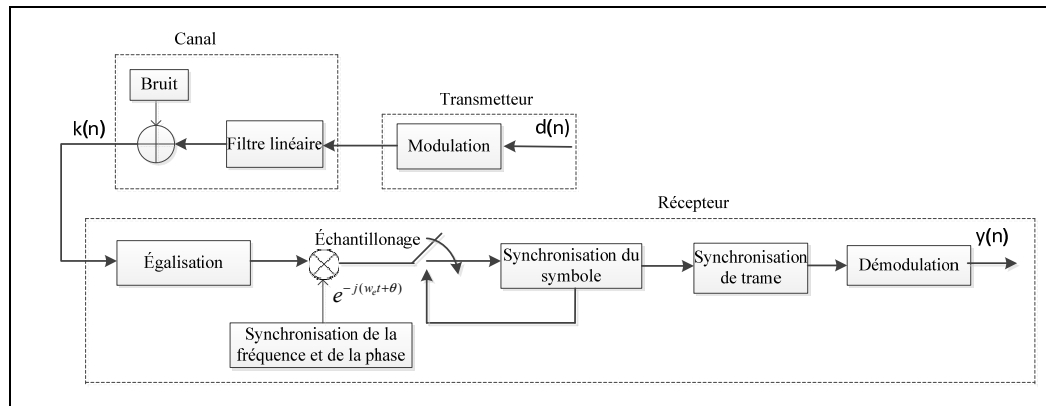 Canal
Bruit
Transmetteur
k(n)
d(n)
Filtre linéaire
Modulation
Récepteur
Échantillonage
y(n)
Égalisation
Synchronisation du
symbole
Synchronisation
de trame
Démodulation
e^{-j(w_e t+θ)}
Synchronisation de la
fréquence et de la phase